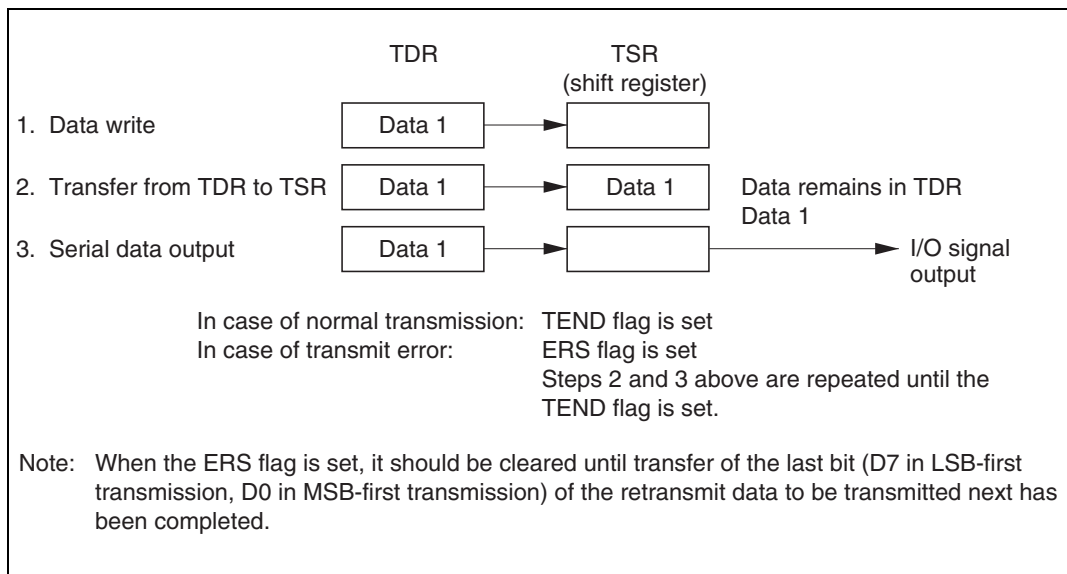 TDR TSR
(shift register)
1. Data write Data 1
2. Transfer from TDR to TSR Data 1 Data 1 Data remains in TDR
Data 1
3. Serial data output Data 1 I/O signal
output
In case of normal transmission: TEND flag is set
In case of transmit error: ERS flag is set
Steps 2 and 3 above are repeated until the
TEND flag is set.
Note: When the ERS flag is set, it should be cleared until transfer of the last bit (D7 in LSB-first
transmission, D0 in MSB-first transmission) of the retransmit data to be transmitted next has
been completed.